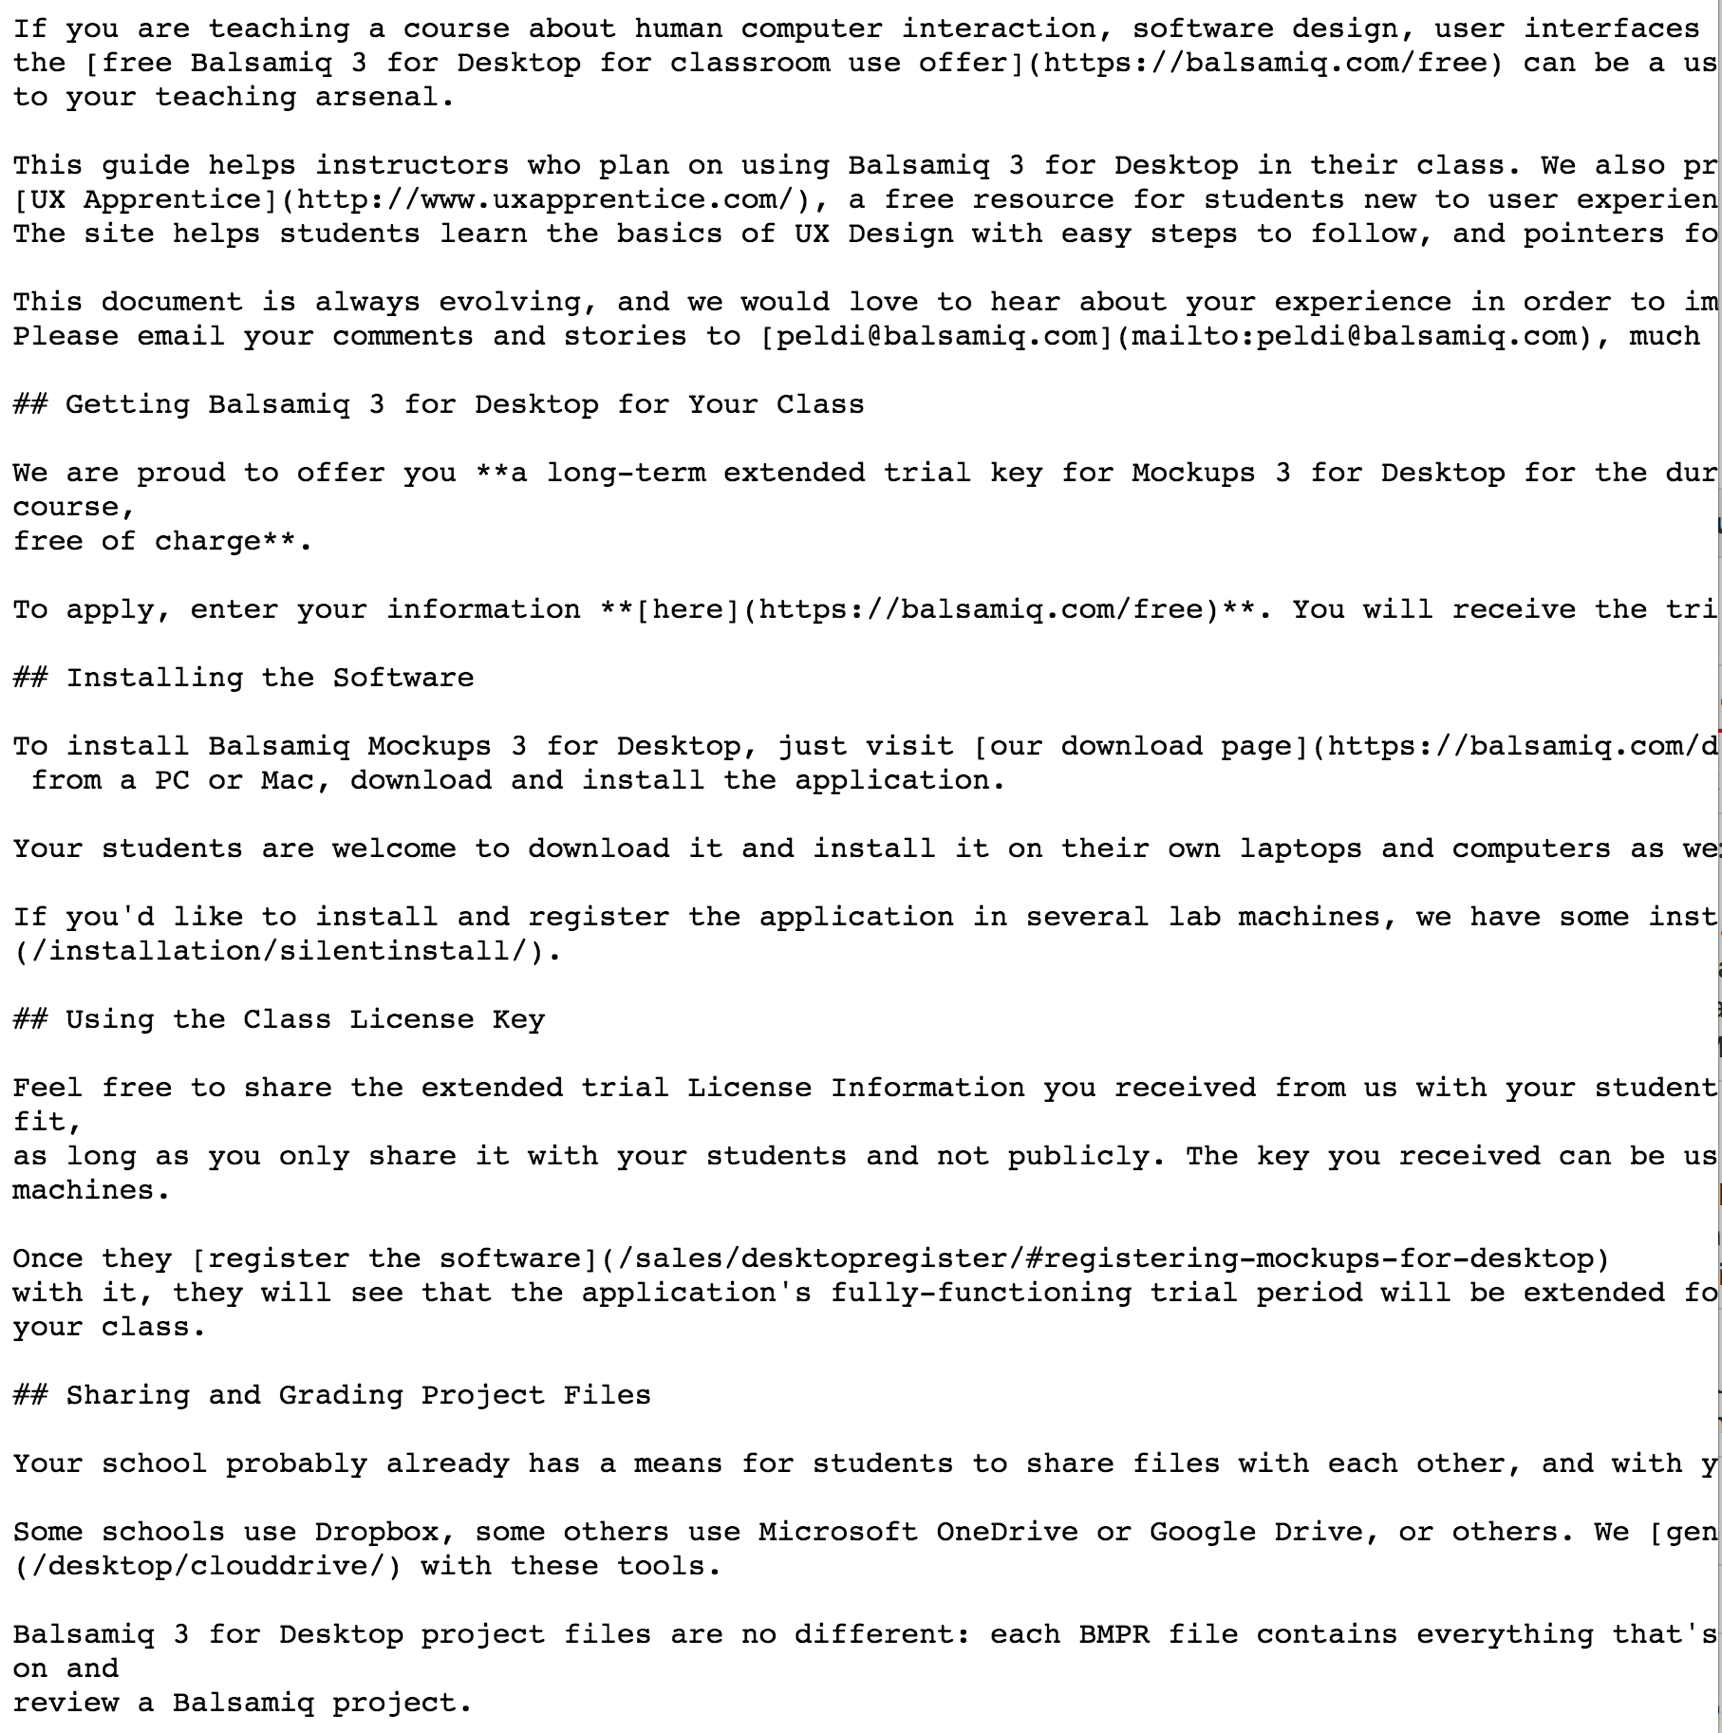 If you are teaching a course about human computer interaction, software design, user interfaces
the [free Balsamiq 3 for Desktop for classroom use offer](https://balsamiq.com/free) can be a us
to your teaching arsenal.
This guide helps instructors who plan on using Balsamiq 3 for Desktop in their class. We also pr
[UX Apprentice](http://www.uxapprentice.com/), a free resource for students new to user experien
The site helps students learn the basics of UX Design with easy steps to follow, and pointers fo
This document is always evolving, and we would love to hear about your experience in order to im
Please email your comments and stories to [peldi@balsamiq.com](mailto:peldi@balsamiq.com), much
## Getting Balsamiq 3 for Desktop for Your Class
We are proud to offer you **a long-term extended trial key for Mockups 3 for Desktop for the dur
course,
free of charge**.
To apply, enter your information **[here](https://balsamiq.com/free)**. You will receive the tri
## Installing the Software
To install Balsamiq Mockups 3 for Desktop, just visit [our download page](https://balsamiq.com/d
from a PC or Mac, download and install the application.
Your students are welcome to download it and install it on their own laptops and computers as we
If you'd like to install and register the application in several lab machines, we have some inst
(/installation/silentinstall/).
## Using the Class License Key
Feel free to share the extended trial License Information you received from us with your student
fit,
as long as you only share it with your students and not publicly. The key you received can be us
machines.
Once they [register the software](/sales/desktopregister/#registering-mockups-for-desktop)
with it, they will see that the application's fully-functioning trial period will be extended fo
your class.
## Sharing and Grading Project Files
Your school probably already has a means for students to share files with each other, and with y
Some schools use Dropbox, some others use Microsoft OneDrive or Google Drive, or others. We [gen
(/desktop/clouddrive/) with these tools.
Balsamiq 3 for Desktop project files are no different: each BMPR file contains everything that's
on and
review a Balsamiq project.